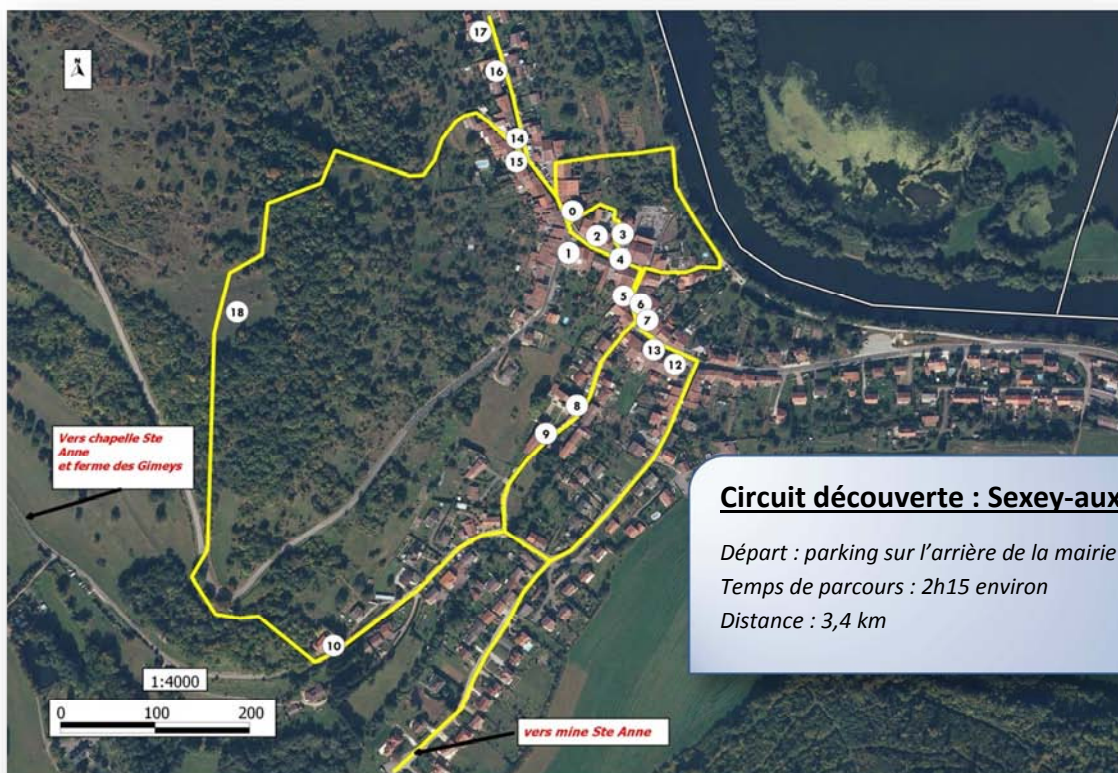 17
N
16
14
15
0
2
3
1
4
5
6
7
13
12
18
8
9
Vers chapelle Ste
Anne
et ferme des Gimeys
Circuit découverte : Sexey-aux
Départ : parking sur l’arrière de la mairie
Temps de parcours : 2h15 environ
Distance : 3,4 km
10
1:4000
0 100 200
vers mine Ste Anne